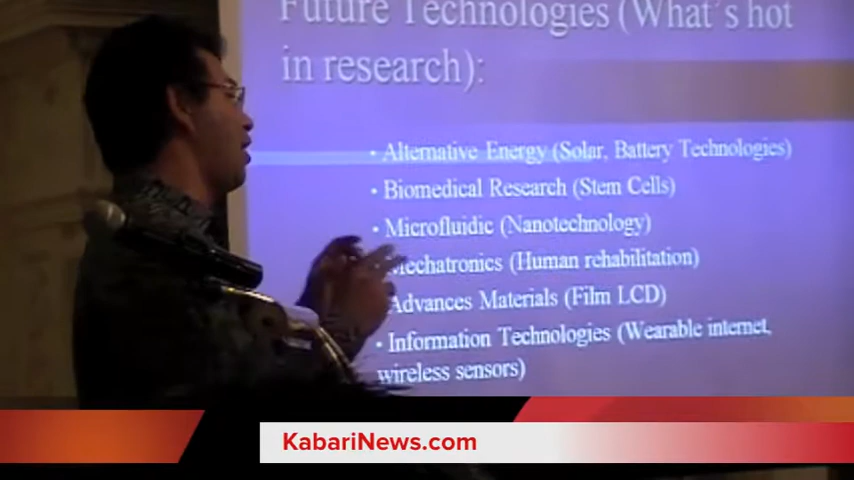 Future Technologies (What's hot
in research):
• Alternative Energy (Solar, Battery Technologies)
• Biomedical Research (Stem Cells)
• Microfluidic (Nanotechnology)
Mechatronics (Human rehabilitation)
Advances Materials (Film LCD)
• Information Technologies (Wearable internet,
wireless sensors)
KabariNews.com